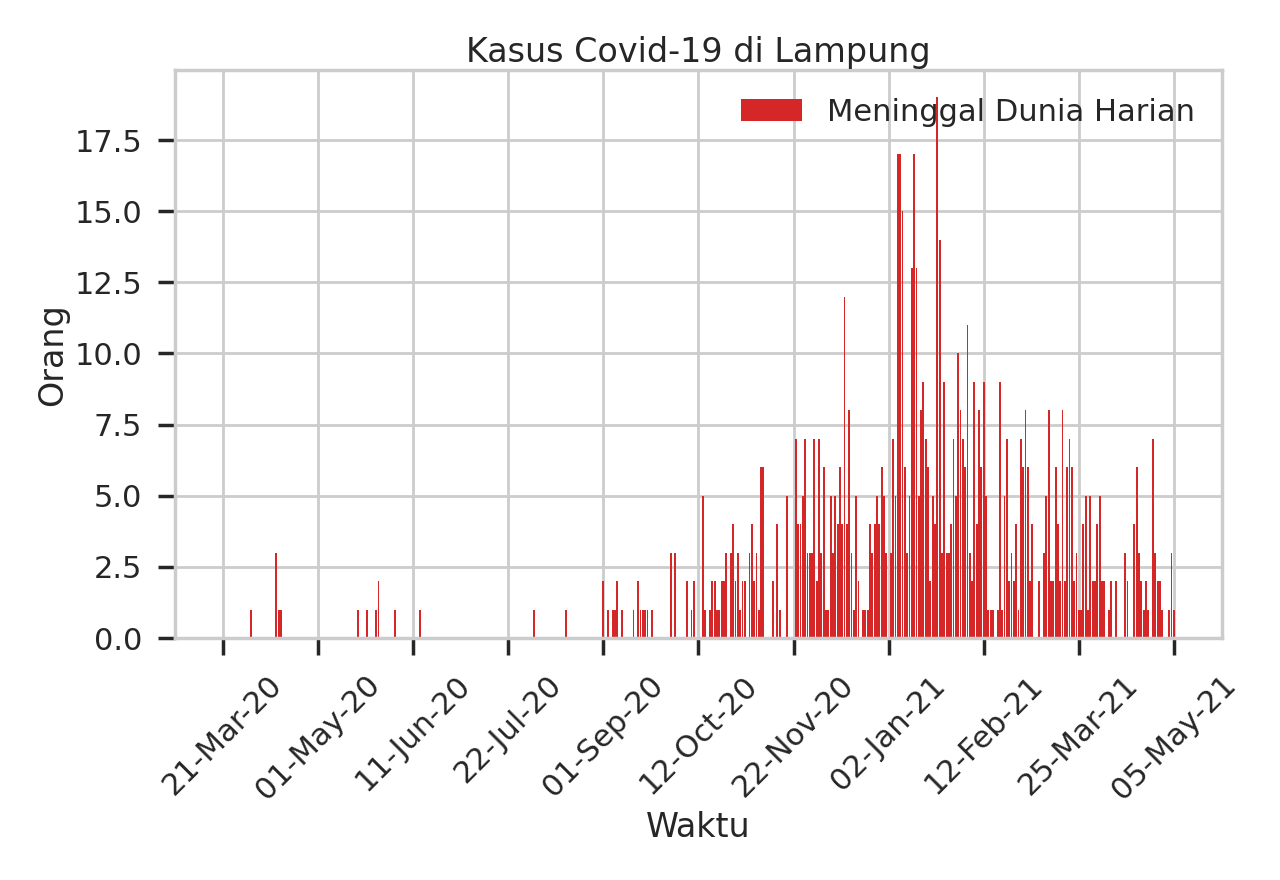 Kasus Covid-19 di Lampung
Meninggal Dunia Harian
17.5
15.0
12.5
10.0
7.5
5.0
2.5
0.0
Orang
21-Mar-20
01-May-20
11-Jun-20
22-Jul-20
01-Sep-20
12-Oct-20
22-Nov-20
02-Jan-21
12-Feb-21
25-Mar-21
05-May-21
Waktu